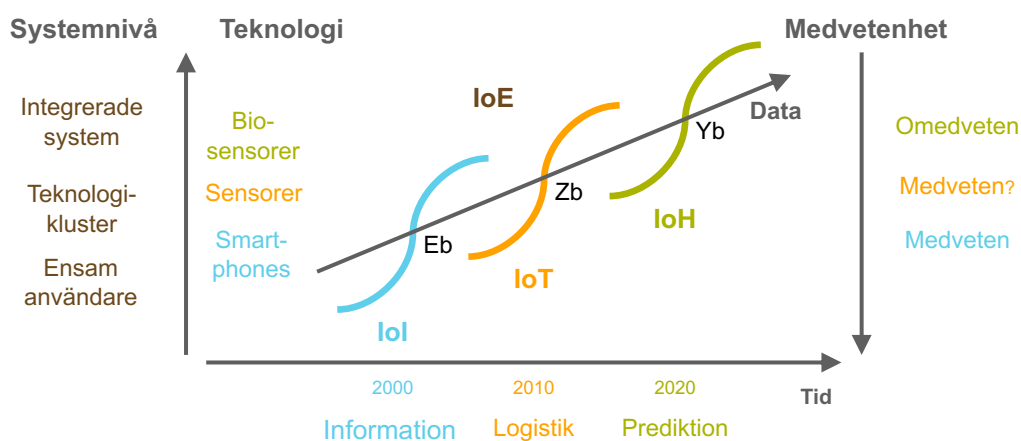 Systemnivå
Teknologi
Medvetenhet
Integrerade
system
Teknologi-
kluster
Ensam
användare
Bio-
sensorer
Sensorer
Smart-
phones
IoE
Data
Yb
Zb
Eb
IoH
IoT
IoI
Omedveten
Medveten?
Medveten
2000
2010
2020
Tid
Information
Logistik
Prediktion